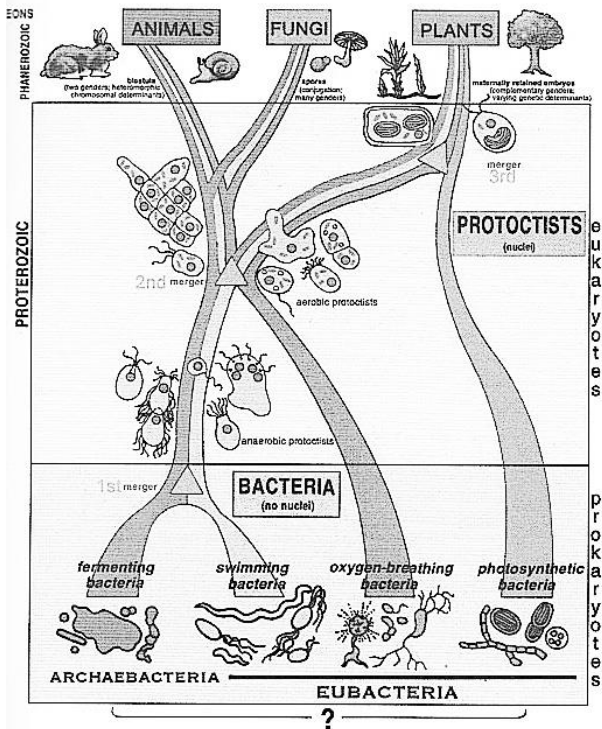 EONS
PHANEROZOIC
ANIMALS
FUNGI
PLANTS
blastula
(two genders; heteromorphic
chromosomal determinants)
spores
(conjugation;
many genders)
maternally retained embryos
(complementary genders;
varying genetic determinants)
merger
3rd
PROTEROZOIC
PROTOCTISTS
(nuclei)
2nd merger
aerobic protoctists
eukaryotes
anaerobic protoctists
1st merger
BACTERIA
(no nuclei)
fermenting
bacteria
swimming
bacteria
oxygen-breathing
bacteria
photosynthetic
bacteria
prokaryotes
ARCHAEBACTERIA
EUBACTERIA
?